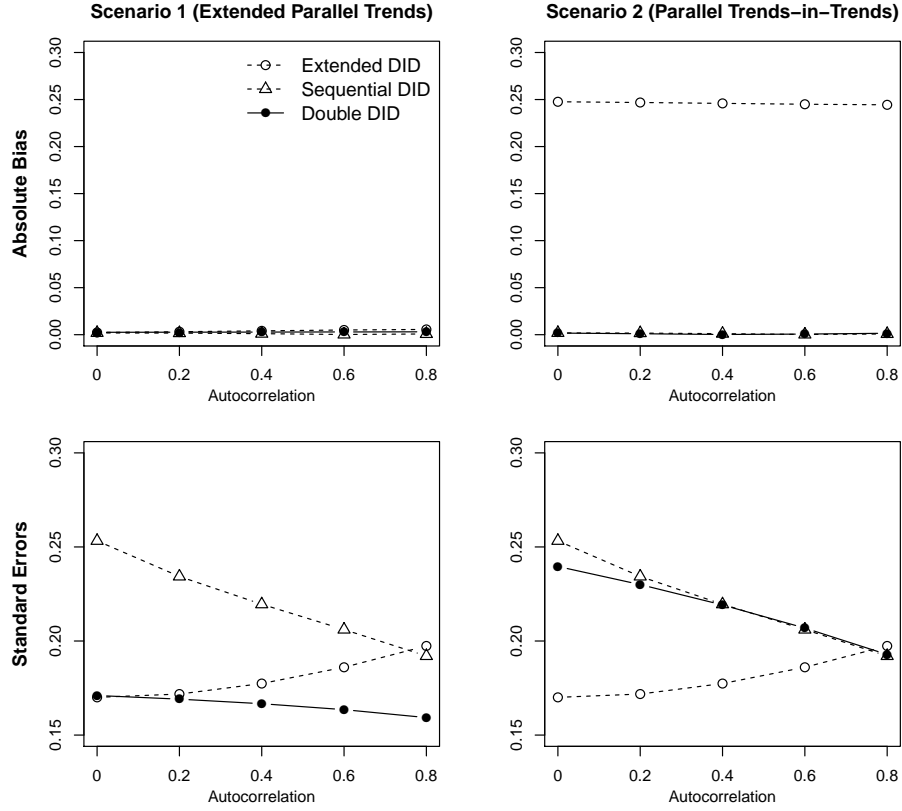 Scenario 1 (Extended Parallel Trends)
Scenario 2 (Parallel Trends−in−Trends)
Absolute Bias
0.30
0.25
0.20
0.15
0.10
0.05
0.00
Extended DID
Sequential DID
Double DID
0 0.2 0.4 0.6 0.8
Autocorrelation
0.30
0.25
0.20
0.15
0.10
0.05
0.00
0 0.2 0.4 0.6 0.8
Autocorrelation
Standard Errors
0.30
0.25
0.20
0.15
0 0.2 0.4 0.6 0.8
Autocorrelation
0.30
0.25
0.20
0.15
0 0.2 0.4 0.6 0.8
Autocorrelation